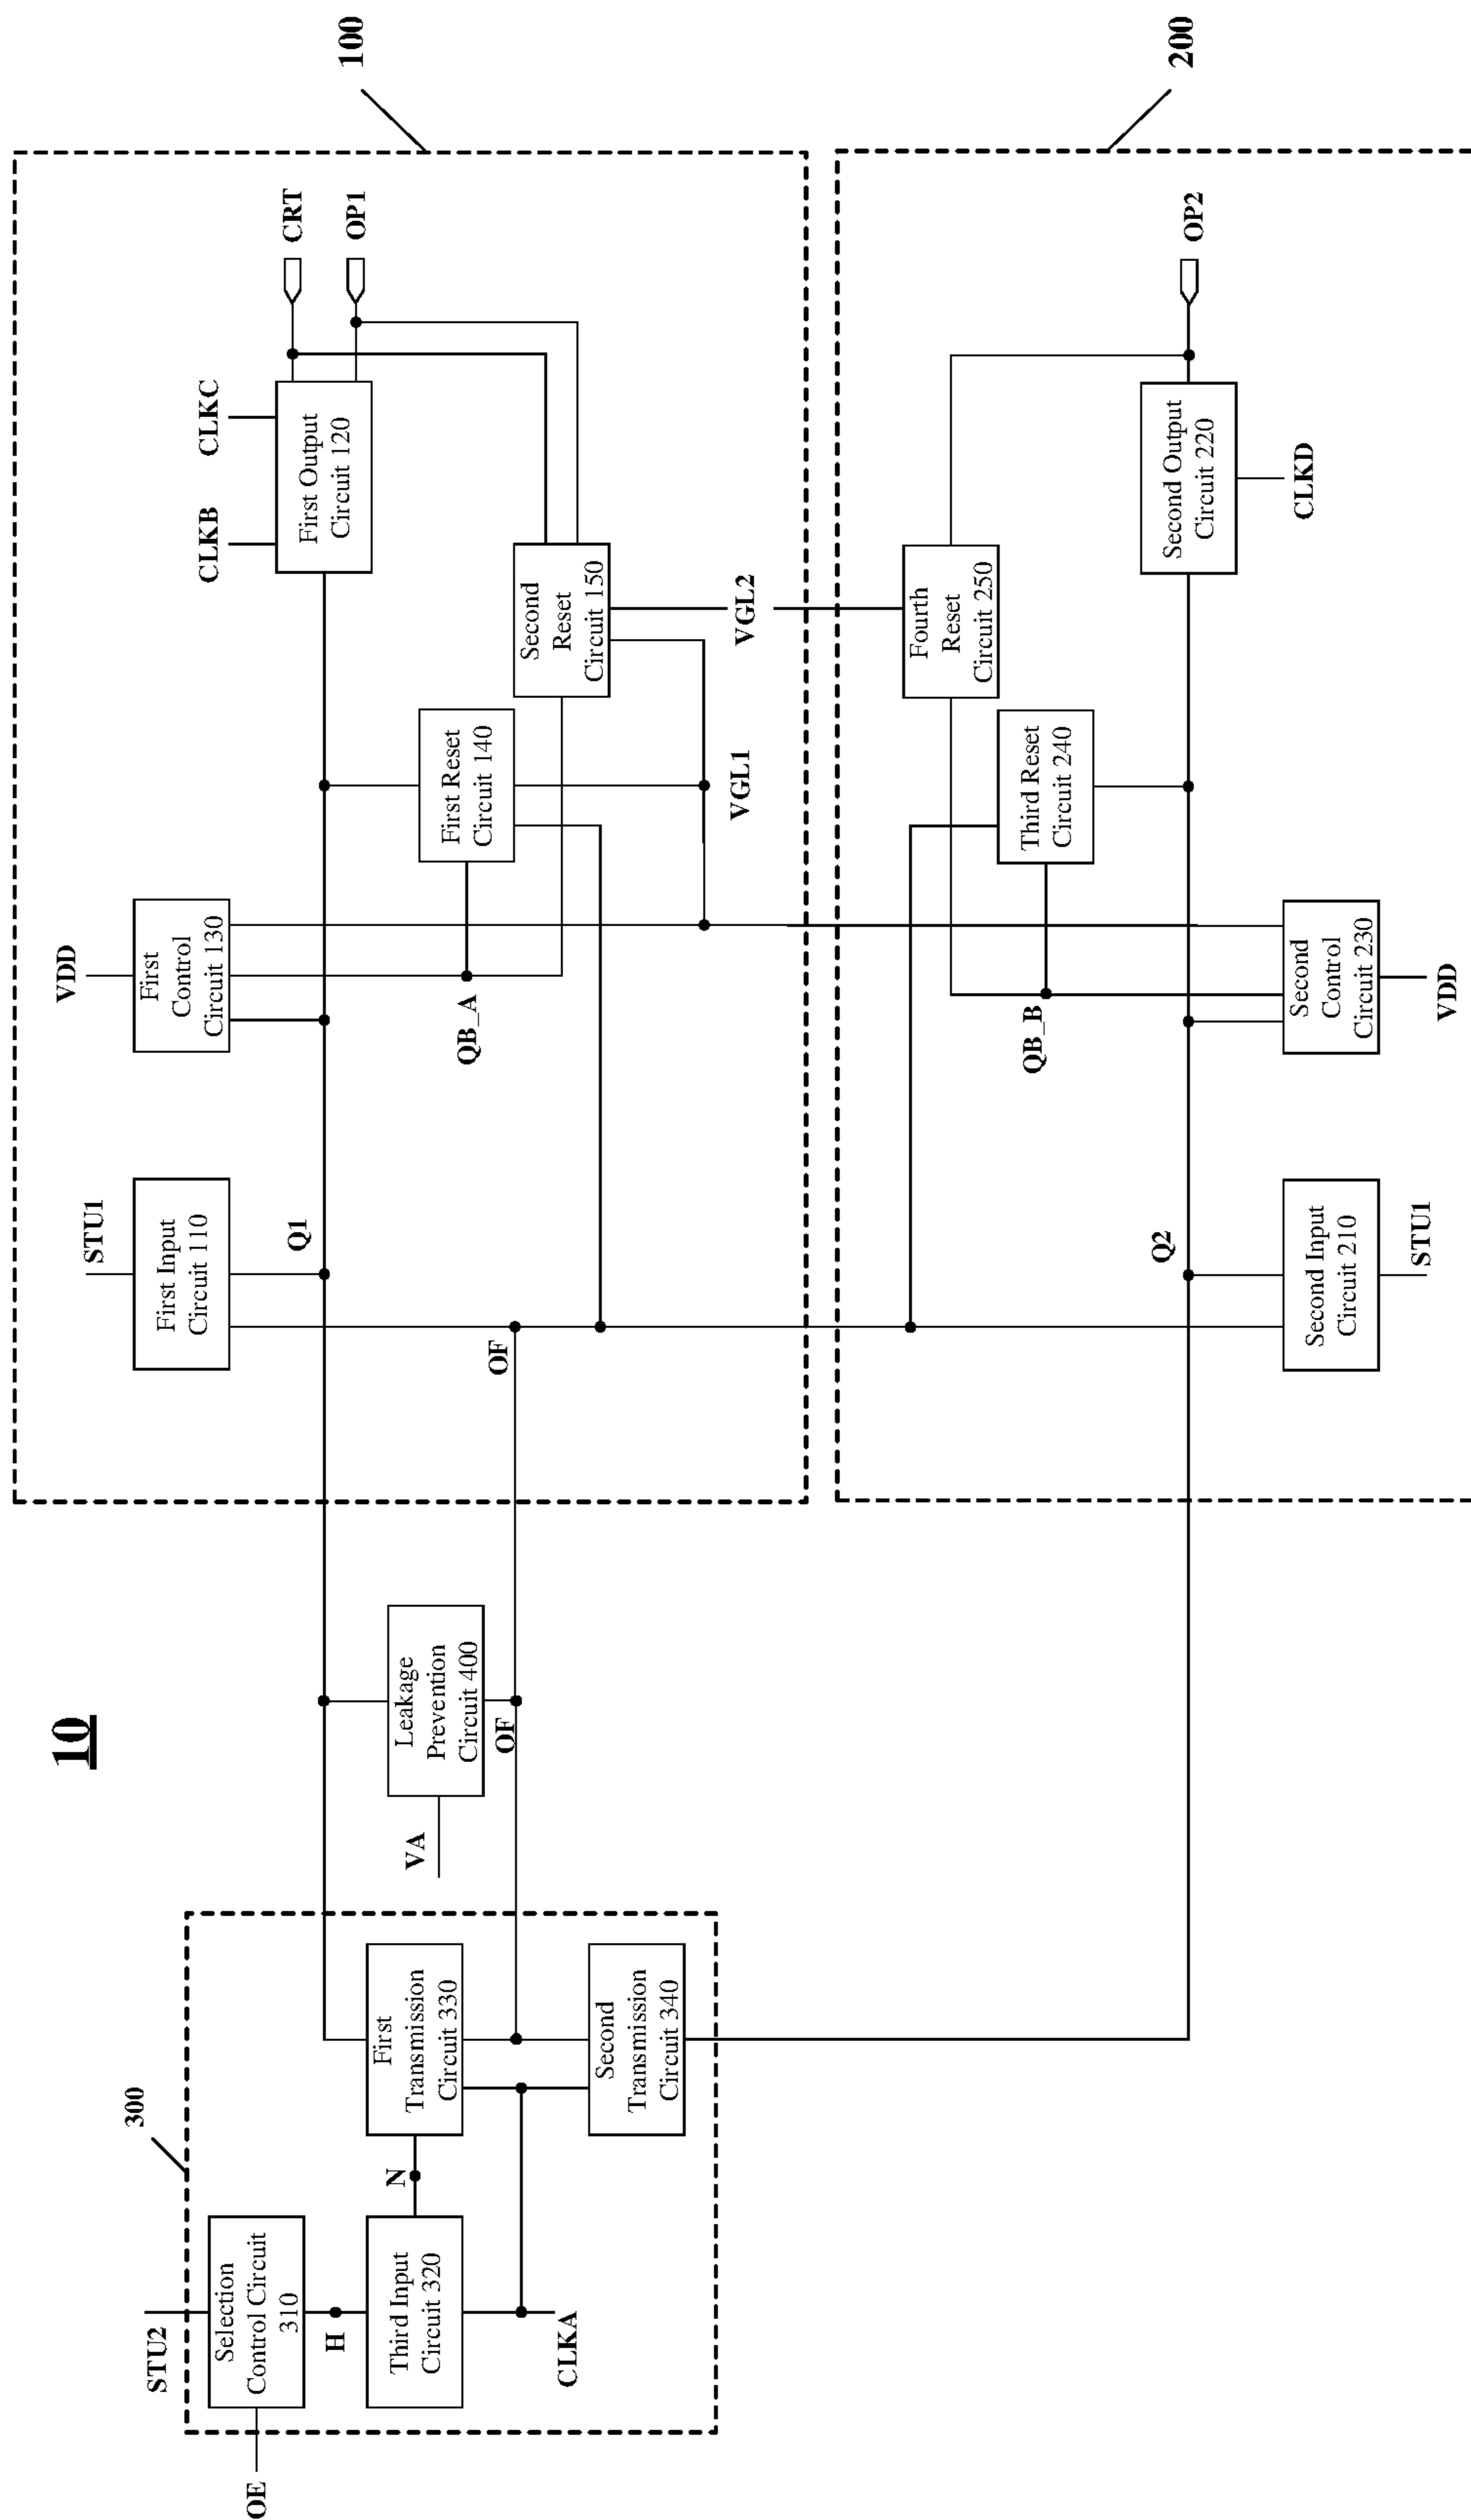 10
300
STU2
OE
Selection
Control Circuit
310
H
Third Input
Circuit 320
CLKA
N
First
Transmission
Circuit 330
Second
Transmission
Circuit 340
VA
Leakage
Prevention
Circuit 400
OF
OF
100
STU1
First Input
Circuit 110
Q1
VDD
First
Control
Circuit 130
QB_A
First Reset
Circuit 140
VGL1
Second
Reset
Circuit 150
VGL2
CLKB
CLKC
First Output
Circuit 120
CRT
OP1
200
Q2
Second Input
Circuit 210
STU1
QB_B
Second
Control
Circuit 230
VDD
Third Reset
Circuit 240
Fourth
Reset
Circuit 250
Second Output
Circuit 220
CLKD
OP2